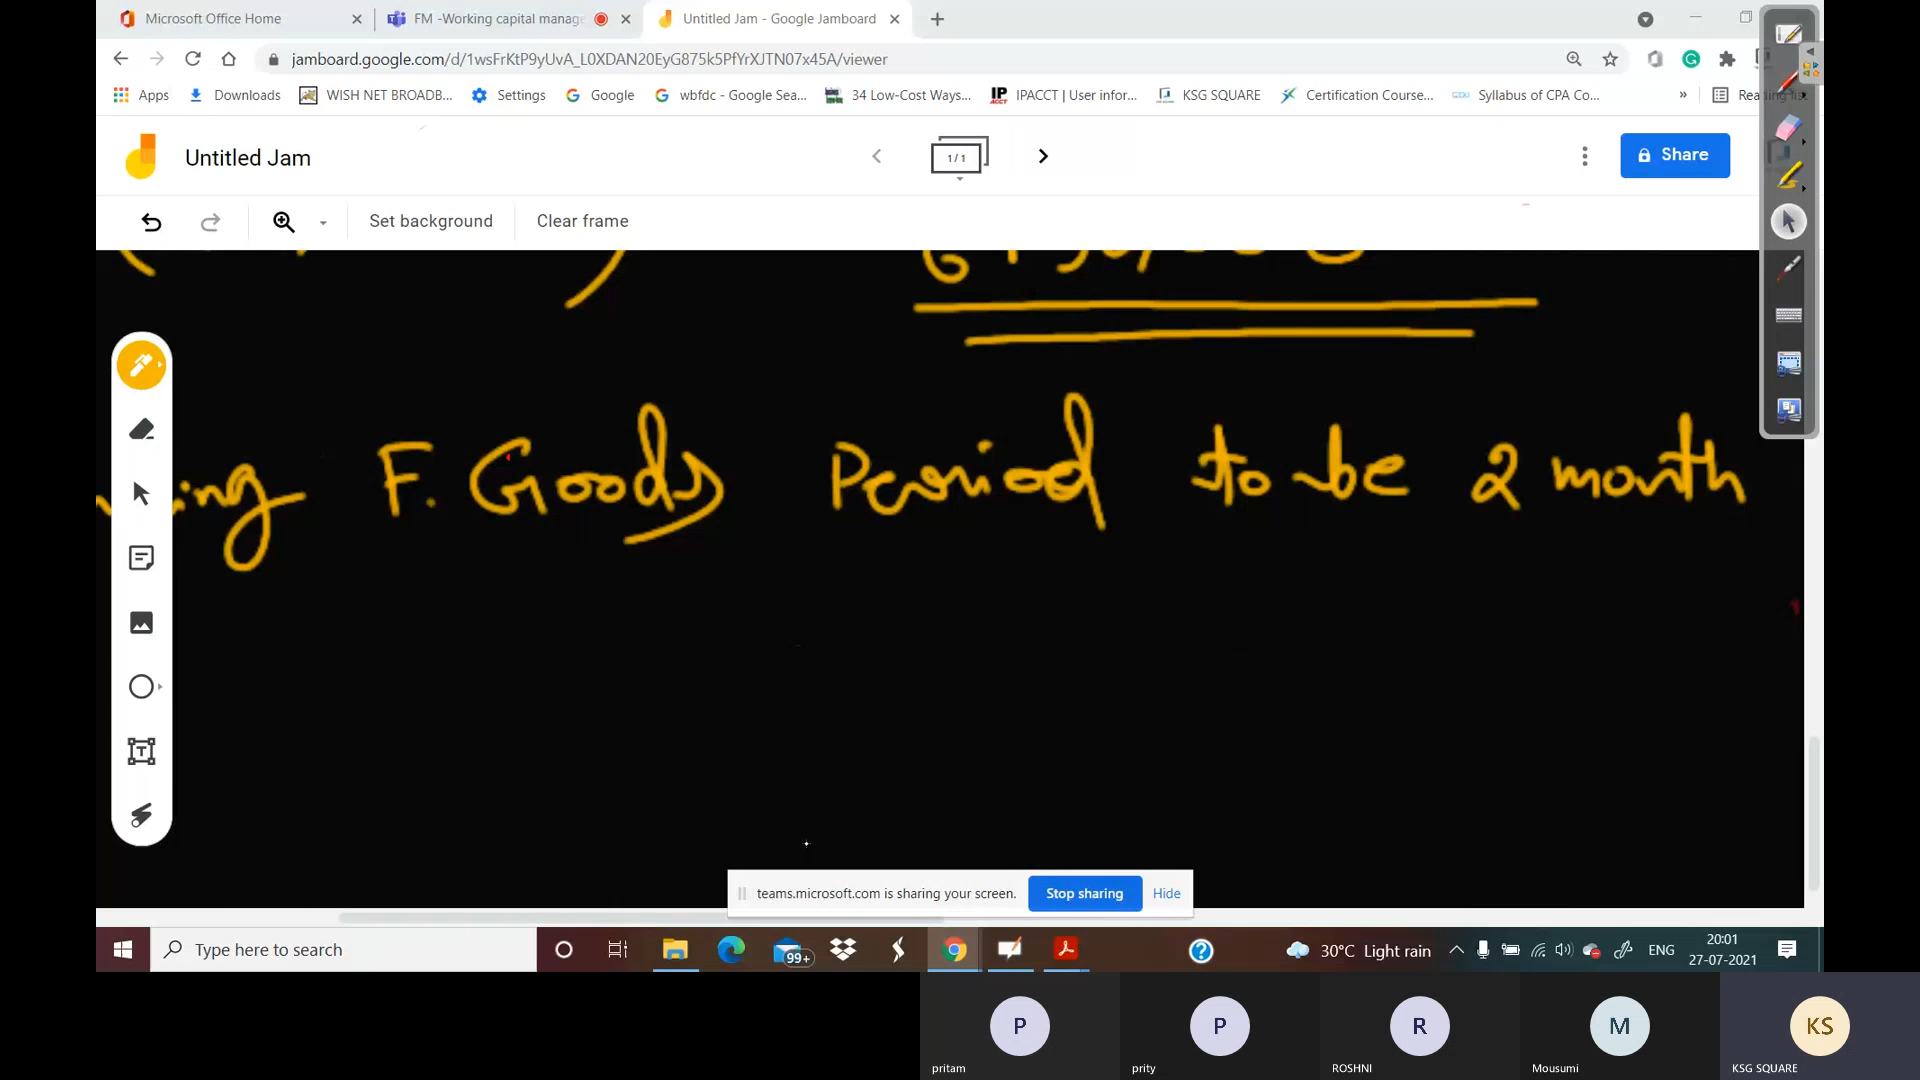 Microsoft Office Home
FM -Working capital manage
Untitled Jam - Google Jamboard
jamboard.google.com/d/1wsFrKtP9yUvA_L0XDAN20EyG875k5PfYrXJTN07x45A/viewer
Apps
Downloads
WISH NET BROADB...
Settings
Google
wbfdc - Google Sea...
34 Low-Cost Ways...
IPACCT | User infor...
KSG SQUARE
Certification Course...
Syllabus of CPA Co...
»
Untitled Jam
1 / 1
Share
Set background
Clear frame
ing F. Goods Period to be 2 month
teams.microsoft.com is sharing your screen.
Stop sharing
Hide
Type here to search
99+
30°C Light rain
ENG
20:01
27-07-2021
P
P
R
M
KS
pritam
prity
ROSHNI
Mousumi
KSG SQUARE